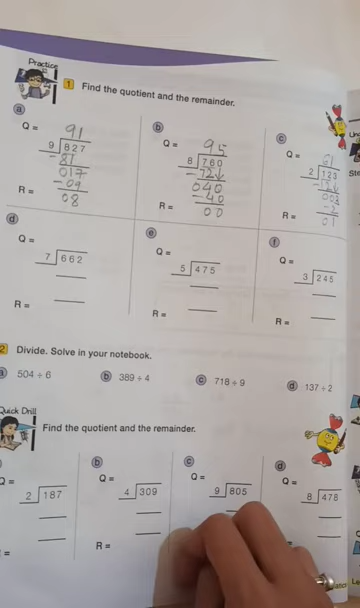 Practice
1 Find the quotient and the remainder.
a
Q = 91
9 827
- 81
017
- 09
R = 08
b
Q = 95
8 760
- 72↓
040
- 40
R = 00
c
Q = 61
2 123
- 12↓
003
- 2
R = 01
d
Q =
7 662
R =
e
Q =
5 475
R =
f
Q =
3 245
R =
2 Divide. Solve in your notebook.
a 504 ÷ 6 b 389 ÷ 4 c 718 ÷ 9 d 137 ÷ 2
Quick Drill
Find the quotient and the remainder.
Q =
2 187
=
b
Q =
4 309
R =
c
Q =
9 805
d
Q =
8 478